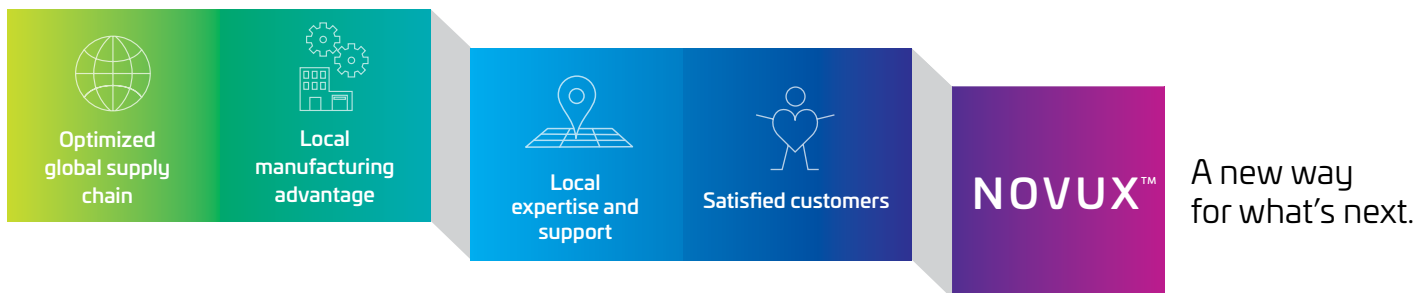 Optimized
global supply
chain
Local
manufacturing
advantage
Local
expertise and
support
Satisfied customers
NOVUX™
A new way
for what's next.